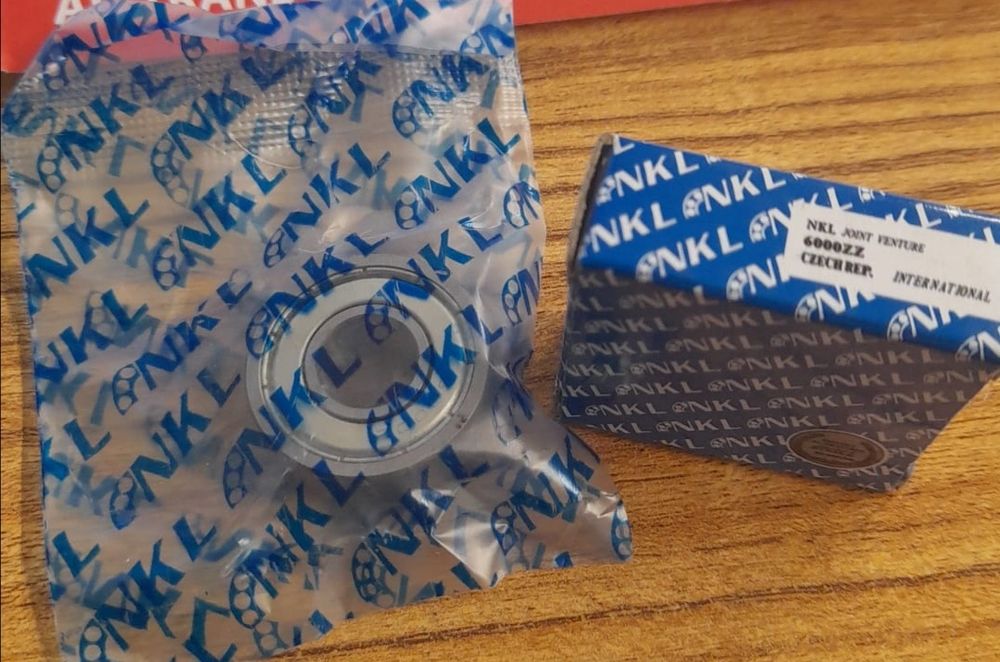 NKL
NKL JOINT VENTURE
6000ZZ
CZECH REP. INTERNATIONAL